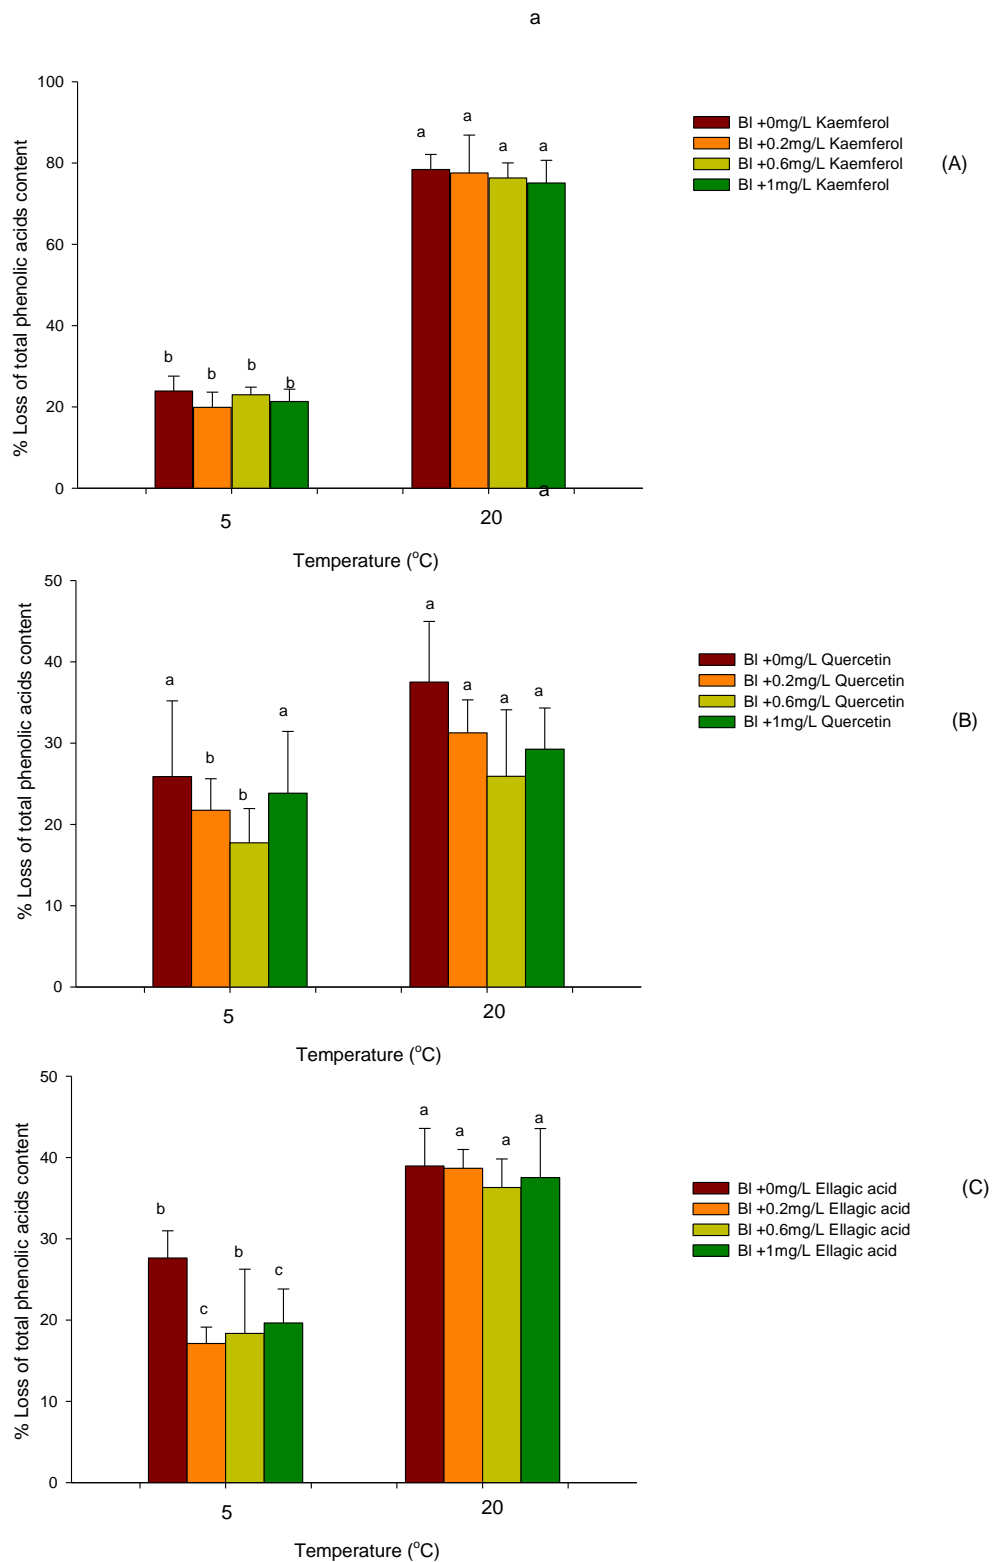 a
100
80
60
40
20
0
% Loss of total phenolic acids content
a a a a
b b b b
a
5 20
Temperature (oC)
Bl +0mg/L Kaemferol
Bl +0.2mg/L Kaemferol
Bl +0.6mg/L Kaemferol
Bl +1mg/L Kaemferol
(A)
50
40
30
20
10
0
% Loss of total phenolic acids content
a b b a
a a a a
5 20
Temperature (oC)
Bl +0mg/L Quercetin
Bl +0.2mg/L Quercetin
Bl +0.6mg/L Quercetin
Bl +1mg/L Quercetin
(B)
50
40
30
20
10
0
% Loss of total phenolic acids content
b c b c
a a a a
5 20
Temperature (oC)
Bl +0mg/L Ellagic acid
Bl +0.2mg/L Ellagic acid
Bl +0.6mg/L Ellagic acid
Bl +1mg/L Ellagic acid
(C)